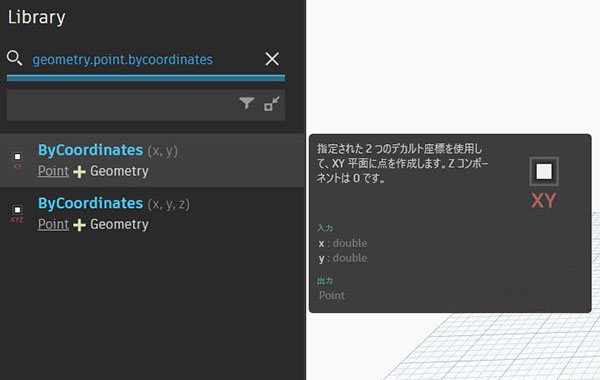 Library
geometry.point.bycoordinates
ByCoordinates (x, y)
Point + Geometry
ByCoordinates (x, y, z)
Point + Geometry
XY
XYZ
指定された 2 つのデカルト座標を使用し
て、XY 平面に点を作成します。Z コンポー
ネントは 0 です。
XY
入力
x : double
y : double
出力
Point